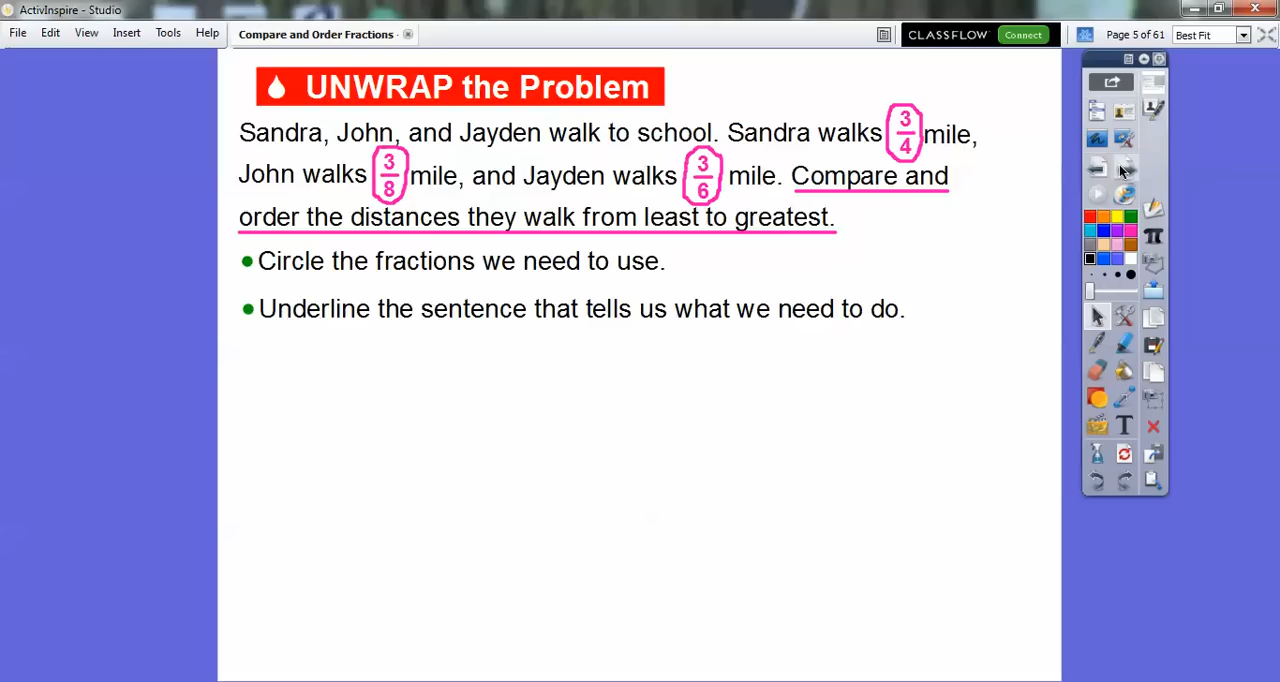 ActivInspire - Studio
File Edit View Insert Tools Help Compare and Order Fractions CLASSFLOW Connect Page 5 of 61 Best Fit
UNWRAP the Problem
Sandra, John, and Jayden walk to school. Sandra walks 3/4 mile,
John walks 3/8 mile, and Jayden walks 3/6 mile. Compare and
order the distances they walk from least to greatest.
• Circle the fractions we need to use.
• Underline the sentence that tells us what we need to do.